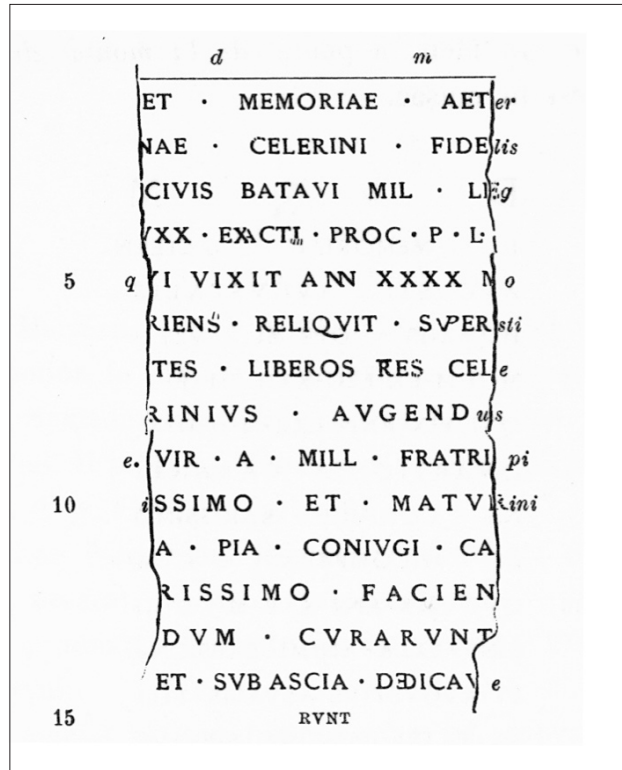 d m
ET · MEMORIAE · AETer
NAE · CELERINI · FIDElis
CIVIS BATAVI MIL · LEg
VXX · EXACTI · PROC · P · L ·
5 qVI VIXIT ANN XXXX Mo
RIENS · RELIQVIT · SVPERsti
TES · LIBEROS TRES CELe
RINIVS · AVGENDus
e. VIR · A · MILL · FRATRI pi
10 iSSIMO · ET · MATVRini
A · PIA · CONIVGI · CA
RISSIMO · FACIEN
DVM · CVRARVNT
ET · SVB ASCIA · DEDICAVe
15 RVNT